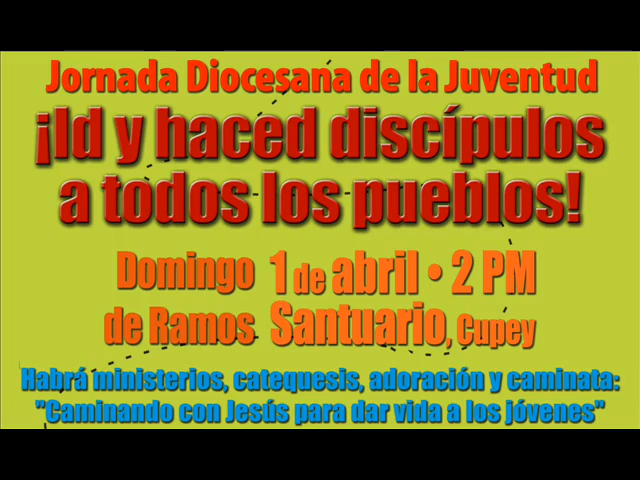 Jornada Diocesana de la Juventud
¡Id y haced discípulos
a todos los pueblos!
Domingo 1 de abril • 2 PM
de Ramos Santuario, Cupey
Habrá ministerios, catequesis, adoración y caminata:
"Caminando con Jesús para dar vida a los jóvenes"